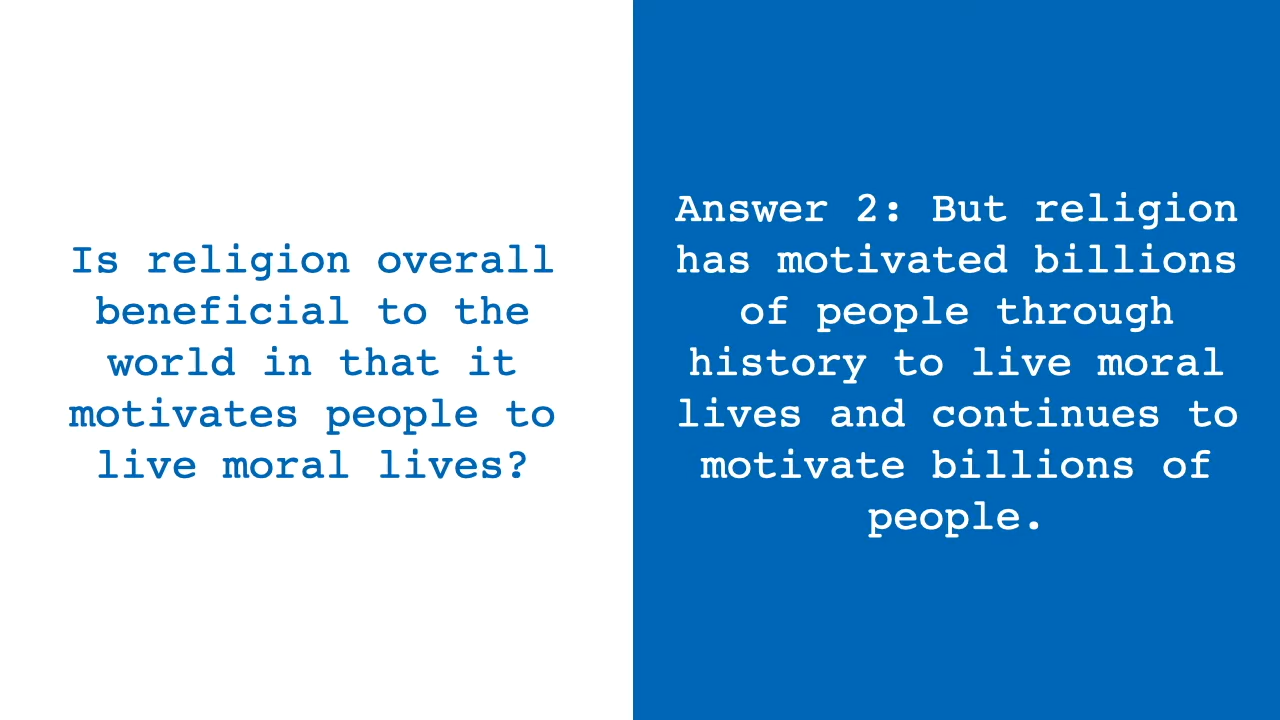 Is religion overall
beneficial to the
world in that it
motivates people to
live moral lives?
Answer 2: But religion
has motivated billions
of people through
history to live moral
lives and continues to
motivate billions of
people.